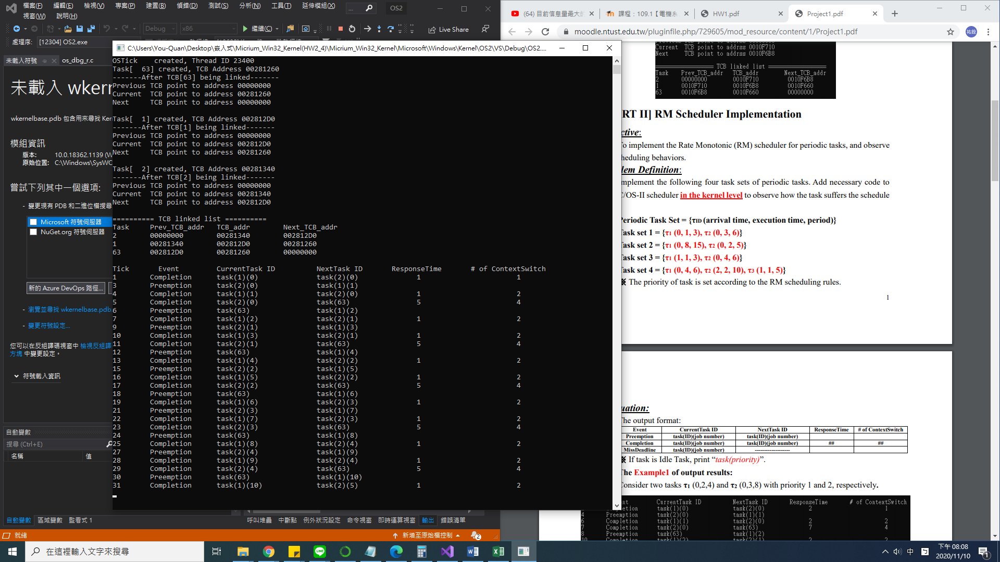 檔案(F) 編輯(E) 檢視(V) 專案(P) 建置(B) 偵錯(D) 測試(S) 分析(N) 工具(T) 延伸模組(X) ... OS2
視窗(W) 說明(H)
Debug x86 繼續(C) Live Share
處理序: [12304] OS2.exe
未載入符號 os_dbg_r.c
未載入 wkern
wkernelbase.pdb 包含用來尋找 Ker
模組資訊
版本: 10.0.18362.1139 (W
原始位置: C:\Windows\SysWC
嘗試下列其中一個選項:
- 變更現有 PDB 和二進位檔搜尋
Microsoft 符號伺服器
NuGet.org 符號伺服器
新的 Azure DevOps 路徑...
- 瀏覽並尋找 wkernelbase.pdb
- 變更符號設定...
您可以在反組譯碼視窗中 檢視反組譯
方塊 中變更設定。
符號載入資訊
自動變數
搜尋 (Ctrl+E)
名稱 值
自動變數 區域變數 監看式 1
呼叫堆疊 中斷點 例外狀況設定 命令視窗 即時運算視窗 輸出 錯誤清單
就緒 新增至原始檔控制 2
C:\Users\You-Quan\Desktop\嵌入式\Micrium_Win32_Kernel(HW2_4)\Micrium_Win32_Kernel\Microsoft\Windows\Kernel\OS2\VS\Debug\OS2....
OSTick created, Thread ID 23400
Task[ 63] created, TCB Address 00281260
-------After TCB[63] being linked-------
Previous TCB point to address 00000000
Current TCB point to address 00281260
Next TCB point to address 00000000
Task[ 1] created, TCB Address 002812D0
-------After TCB[1] being linked-------
Previous TCB point to address 00000000
Current TCB point to address 002812D0
Next TCB point to address 00281260
Task[ 2] created, TCB Address 00281340
-------After TCB[2] being linked-------
Previous TCB point to address 00000000
Current TCB point to address 00281340
Next TCB point to address 002812D0
========== TCB linked list ==========
Task Prev_TCB_addr TCB_addr Next_TCB_addr
2 00000000 00281340 002812D0
1 00281340 002812D0 00281260
63 002812D0 00281260 00000000
Tick Event CurrentTask ID NextTask ID ResponseTime # of ContextSwitch
1 Completion task(1)(0) task(2)(0) 1 1
3 Preemption task(2)(0) task(1)(1)
4 Completion task(1)(1) task(2)(0) 1 2
5 Completion task(2)(0) task(63) 5 4
6 Preemption task(63) task(1)(2)
7 Completion task(1)(2) task(2)(1) 1 2
9 Preemption task(2)(1) task(1)(3)
10 Completion task(1)(3) task(2)(1) 1 2
11 Completion task(2)(1) task(63) 5 4
12 Preemption task(63) task(1)(4)
13 Completion task(1)(4) task(2)(2) 1 2
15 Preemption task(2)(2) task(1)(5)
16 Completion task(1)(5) task(2)(2) 1 2
17 Completion task(2)(2) task(63) 5 4
18 Preemption task(63) task(1)(6)
19 Completion task(1)(6) task(2)(3) 1 2
21 Preemption task(2)(3) task(1)(7)
22 Completion task(1)(7) task(2)(3) 1 2
23 Completion task(2)(3) task(63) 5 4
24 Preemption task(63) task(1)(8)
25 Completion task(1)(8) task(2)(4) 1 2
27 Preemption task(2)(4) task(1)(9)
28 Completion task(1)(9) task(2)(4) 1 2
29 Completion task(2)(4) task(63) 5 4
30 Preemption task(63) task(1)(10)
31 Completion task(1)(10) task(2)(5) 1 2
(64) 目前信息量最大的 課程：109.1【電機系 HW1.pdf Project1.pdf
moodle.ntust.edu.tw/pluginfile.php/729605/mod_resource/content/1/Project1.pdf 祐銓
Current TCB point to addrss 0010F710
Next TCB point to addrss 0010F6B8
TCB linked list
Task Prev_TCB_addr TCB_addr Next_TCB_addr
2 00000000 0010F710 0010F6B8
1 0010F710 0010F6B8 0010F660
63 0010F6B8 0010F660 00000000
RT II] RM Scheduler Implementation
ctive:
o implement the Rate Monotonic (RM) scheduler for periodic tasks, and observe
heduling behaviors.
lem Definition:
mplement the following four task sets of periodic tasks. Add necessary code to
C/OS-II scheduler in the kernel level to observe how the task suffers the schedule
Periodic Task Set = {τID (arrival time, execution time, period)}
Task set 1 = {τ1 (0, 1, 3), τ2 (0, 3, 6)}
Task set 2 = {τ1 (0, 8, 15), τ2 (0, 2, 5)}
Task set 3 = {τ1 (1, 1, 3), τ2 (0, 4, 6)}
Task set 4 = {τ1 (0, 4, 6), τ2 (2, 2, 10), τ3 (1, 1, 5)}
※ The priority of task is set according to the RM scheduling rules.
1
uation:
The output format:
Event CurrentTask ID NextTask ID ResponseTime # of ContextSwitch
Preemption task(ID)(job number) task(ID)(job number)
Completion task(ID)(job number) task(ID)(job number) ## ##
MissDeadline task(ID)(job number) --------------------
※ If task is Idle Task, print “task(priority)”.
The Example1 of output results:
Consider two tasks τ1 (0,2,4) and τ2 (0,3,8) with priority 1 and 2, respectively.
nt CurrentTask ID NextTask ID ResponseTime # of ContextSwitch
etion task(1)(0) task(2)(0) 2 1
4 Preemption task(2)(0) task(1)(1)
6 Completion task(1)(1) task(2)(0) 2 2
7 Completion task(2)(0) task(63) 7 4
8 Preemption task(63) task(1)(2)
10 Completion task(1)(2) task(2)(1) 2 2
在這裡輸入文字來搜尋
中 下午 08:08
2020/11/10 1